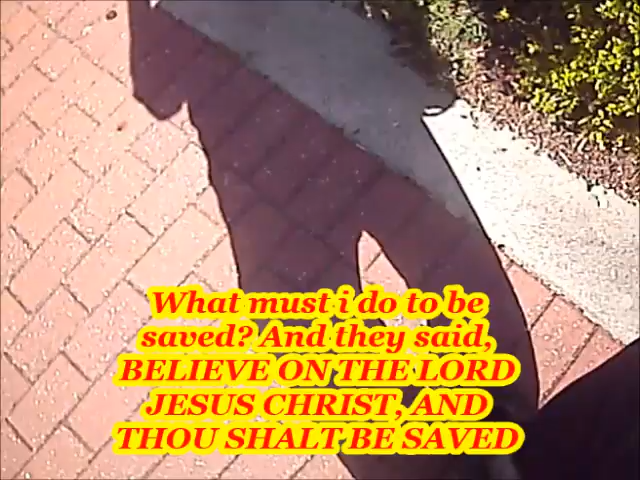 What must i do to be
saved? And they said,
BELIEVE ON THE LORD
JESUS CHRIST, AND
THOU SHALT BE SAVED